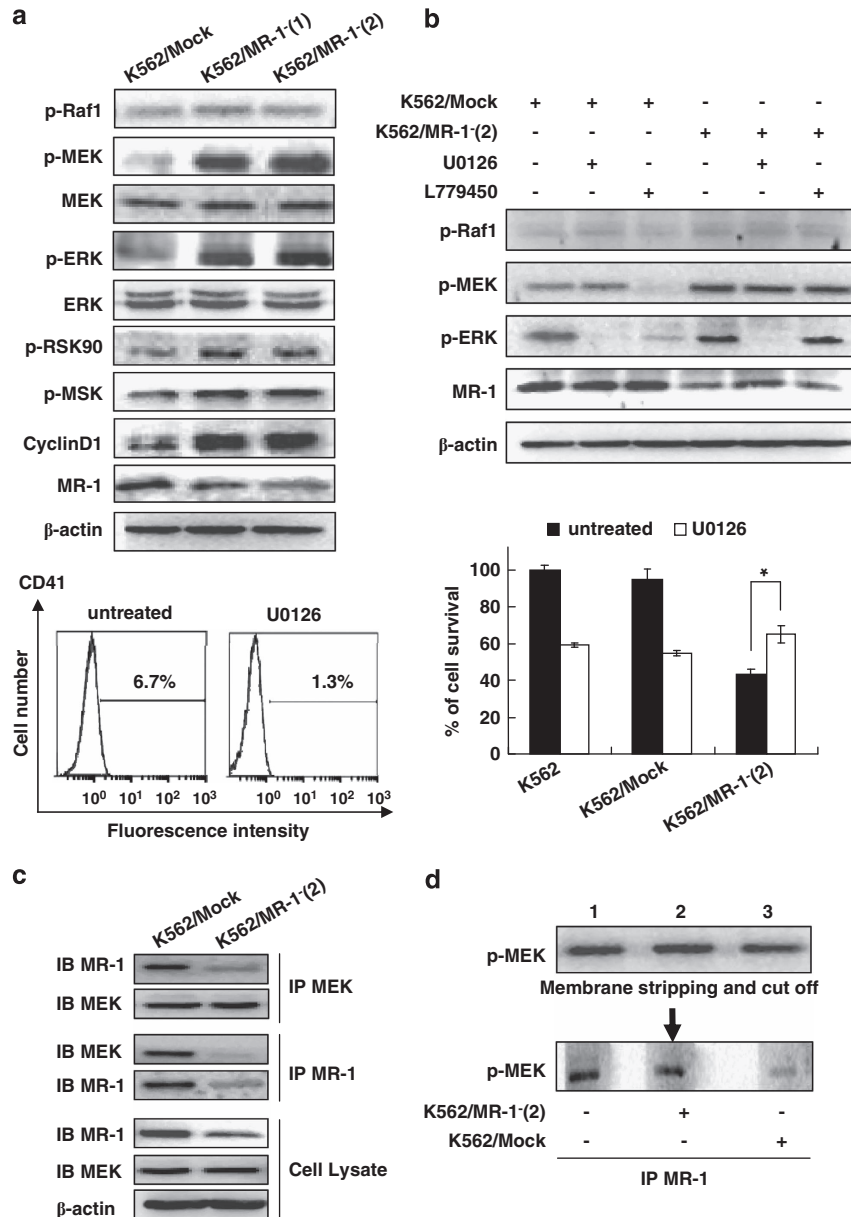 a
K562/Mock
K562/MR-1-(1)
K562/MR-1-(2)
p-Raf1
p-MEK
MEK
p-ERK
ERK
p-RSK90
p-MSK
CyclinD1
MR-1
β-actin
CD41
untreated
U0126
Cell number
6.7%
1.3%
10⁰ 10¹ 10² 10³
10⁰ 10¹ 10² 10³
Fluorescence intensity
b
K562/Mock + + + - - -
K562/MR-1-(2) - - - + + +
U0126 - + - - + -
L779450 - - + - - +
p-Raf1
p-MEK
p-ERK
MR-1
β-actin
untreated U0126
% of cell survival
100
80
60
40
20
0
*
K562
K562/Mock
K562/MR-1-(2)
c
K562/Mock
K562/MR-1-(2)
IB MR-1
IB MEK
IP MEK
IB MEK
IB MR-1
IP MR-1
IB MR-1
IB MEK
β-actin
Cell Lysate
d
1 2 3
p-MEK
Membrane stripping and cut off
p-MEK
K562/MR-1-(2) - + -
K562/Mock - - +
IP MR-1